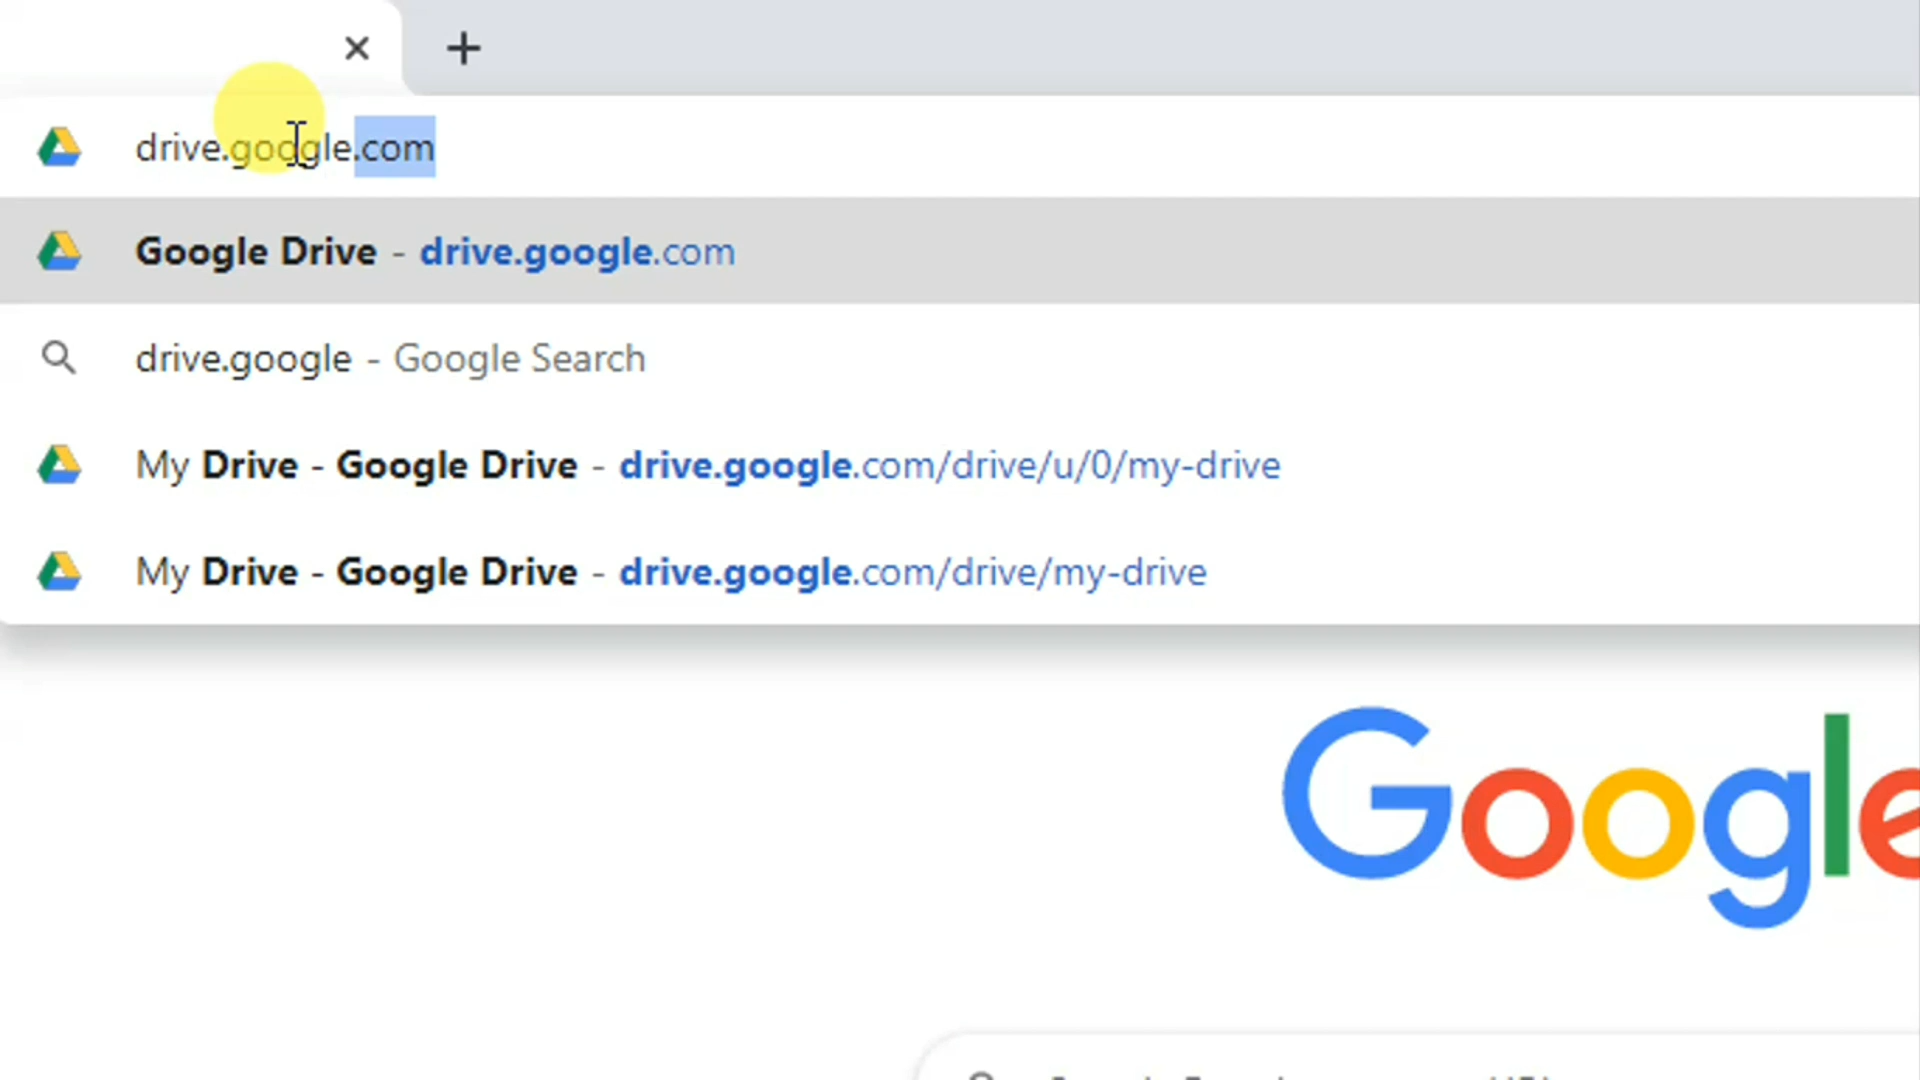 drive.google.com
Google Drive - drive.google.com
drive.google - Google Search
My Drive - Google Drive - drive.google.com/drive/u/0/my-drive
My Drive - Google Drive - drive.google.com/drive/my-drive
Google